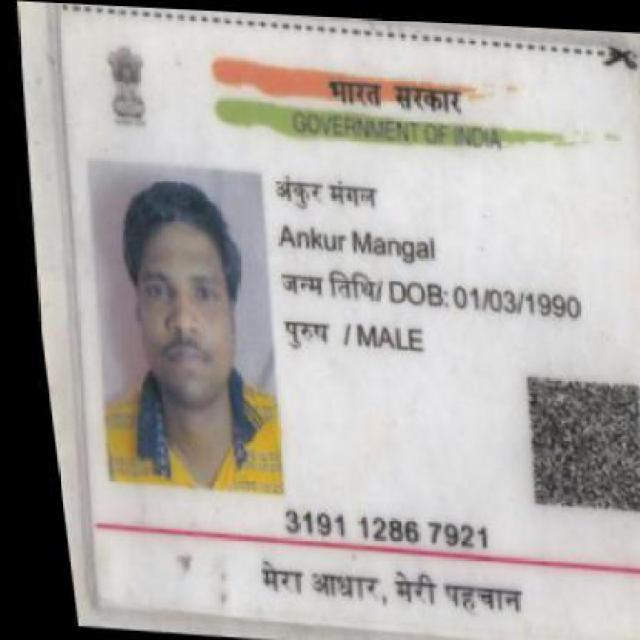 भारत सरकार
GOVERNMENT OF INDIA
अंकुर मंगल
Ankur Mangal
जन्म तिथि/ DOB: 01/03/1990
पुरुष / MALE
3191 1286 7921
मेरा आधार, मेरी पहचान